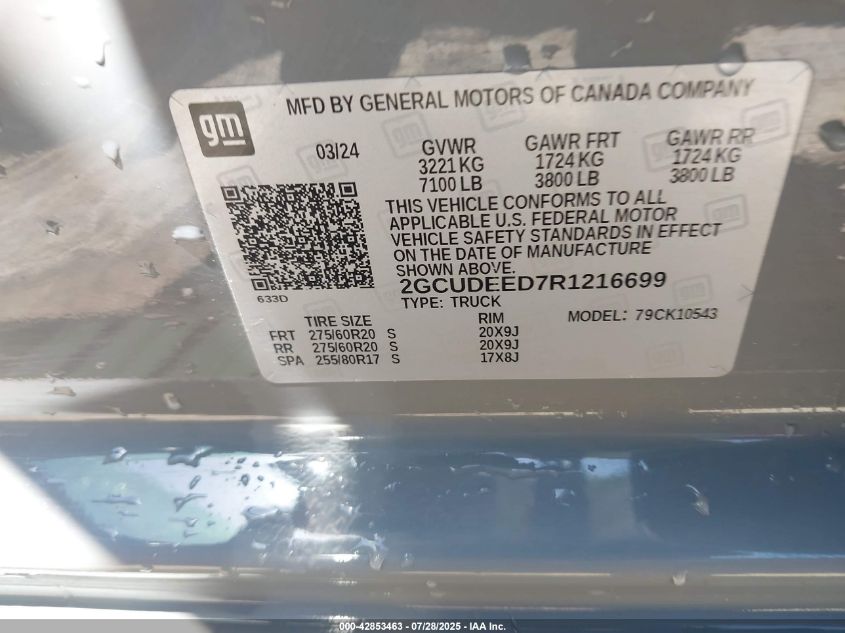 gm
MFD BY GENERAL MOTORS OF CANADA COMPANY
03/24
GVWR GAWR FRT GAWR RR
3221 KG 1724 KG 1724 KG
7100 LB 3800 LB 3800 LB
THIS VEHICLE CONFORMS TO ALL
APPLICABLE U.S. FEDERAL MOTOR
VEHICLE SAFETY STANDARDS IN EFFECT
ON THE DATE OF MANUFACTURE
SHOWN ABOVE.
633D
2GCUDEED7R1216699
TYPE: TRUCK
TIRE SIZE RIM MODEL: 79CK10543
FRT 275/60R20 S 20X9J
RR 275/60R20 S 20X9J
SPA 255/80R17 S 17X8J
000-42853463 - 07/28/2025 - IAA Inc.